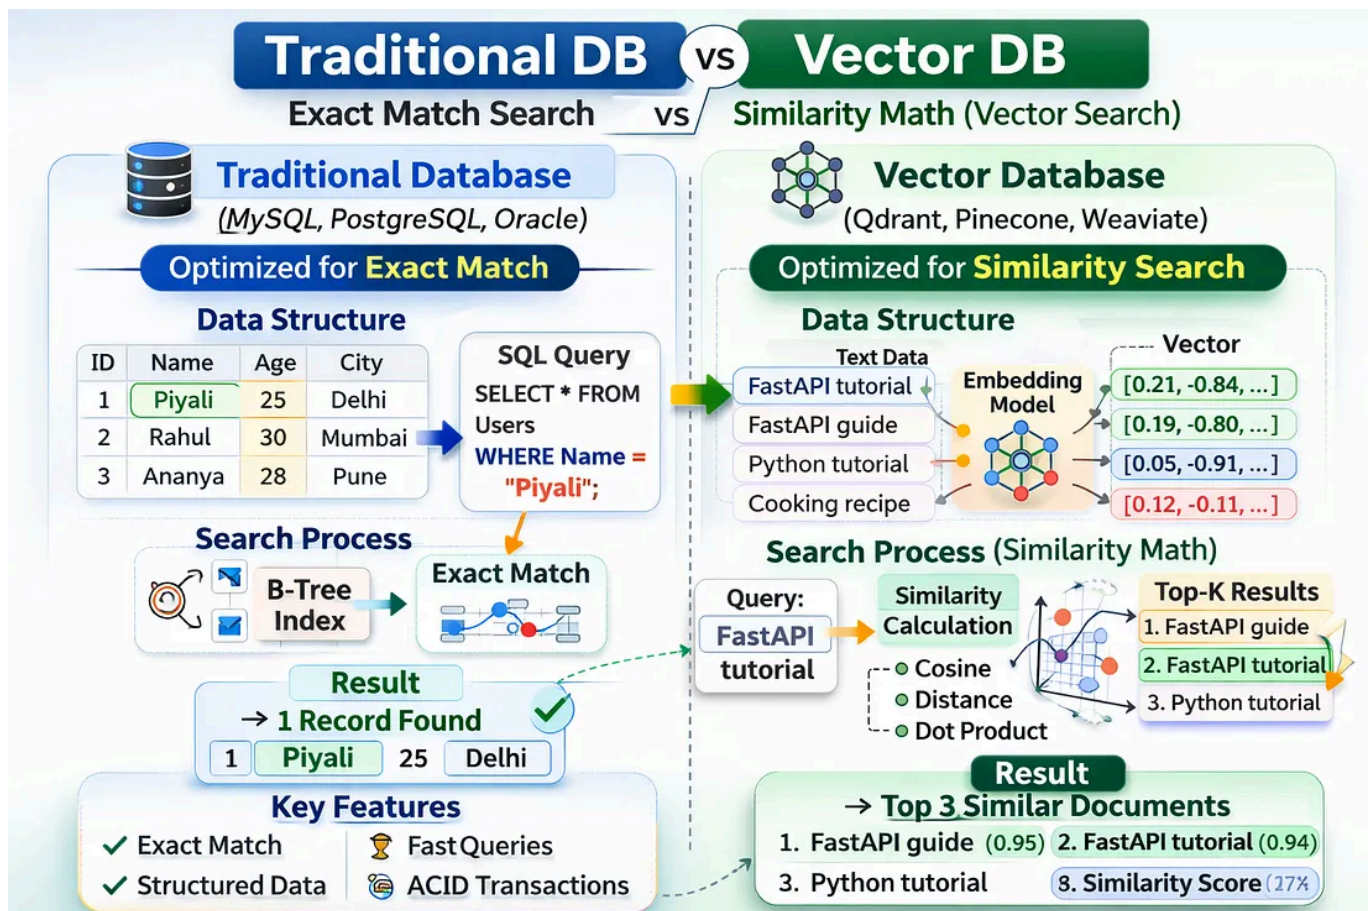 Traditional DB vs Vector DB
Exact Match Search vs Similarity Math (Vector Search)
Traditional Database
(MySQL, PostgreSQL, Oracle)
Optimized for Exact Match
Data Structure
ID Name Age City
1 Piyali 25 Delhi
2 Rahul 30 Mumbai
3 Ananya 28 Pune
SQL Query
SELECT * FROM
Users
WHERE Name =
"Piyali";
Search Process
B-Tree
Index
Exact Match
Result
→ 1 Record Found
1 Piyali 25 Delhi
Key Features
Exact Match
Structured Data
Fast Queries
ACID Transactions
Vector Database
(Qdrant, Pinecone, Weaviate)
Optimized for Similarity Search
Data Structure
Text Data
FastAPI tutorial
FastAPI guide
Python tutorial
Cooking recipe
Embedding
Model
Vector
[0.21, -0.84, ...]
[0.19, -0.80, ...]
[0.05, -0.91, ...]
[0.12, -0.11, ...]
Search Process (Similarity Math)
Query:
FastAPI
tutorial
Similarity
Calculation
Cosine
Distance
Dot Product
Top-K Results
1. FastAPI guide
2. FastAPI tutorial
3. Python tutorial
Result
→ Top 3 Similar Documents
1. FastAPI guide (0.95) 2. FastAPI tutorial (0.94)
3. Python tutorial 8. Similarity Score